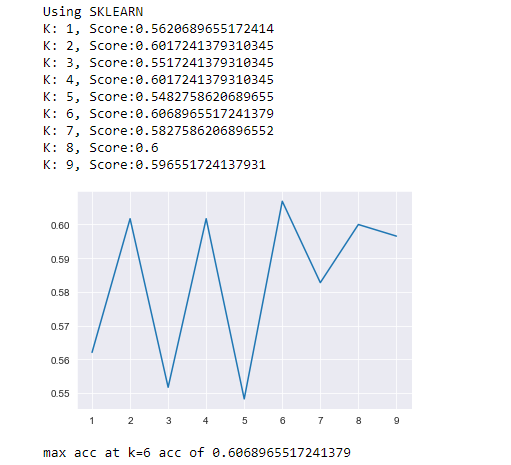 Using SKLEARN
K: 1, Score:0.5620689655172414
K: 2, Score:0.6017241379310345
K: 3, Score:0.5517241379310345
K: 4, Score:0.6017241379310345
K: 5, Score:0.5482758620689655
K: 6, Score:0.6068965517241379
K: 7, Score:0.5827586206896552
K: 8, Score:0.6
K: 9, Score:0.596551724137931
0.60
0.59
0.58
0.57
0.56
0.55
1 2 3 4 5 6 7 8 9
max acc at k=6 acc of 0.6068965517241379